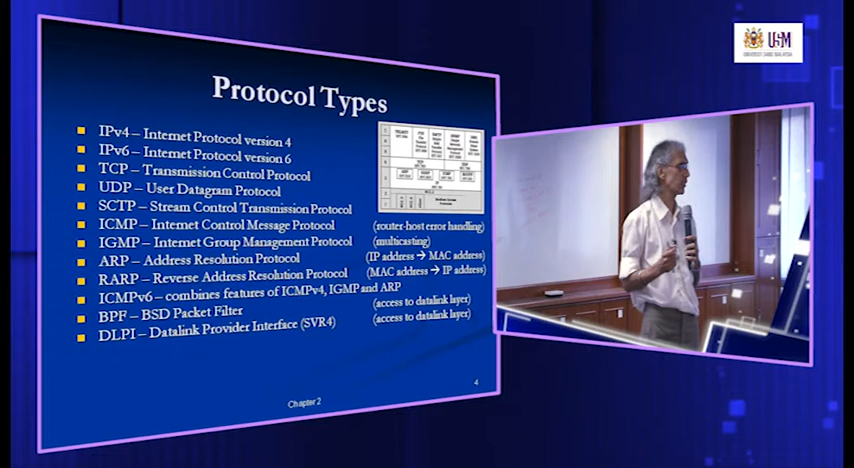 USM
UNIVERSITI SAINS MALAYSIA
Protocol Types
IPv4 – Internet Protocol version 4
IPv6 – Internet Protocol version 6
TCP – Transmission Control Protocol
UDP – User Datagram Protocol
SCTP – Stream Control Transmission Protocol
ICMP – Internet Control Message Protocol (router-host error handling)
IGMP – Internet Group Management Protocol (multicasting)
ARP – Address Resolution Protocol (IP address → MAC address)
RARP – Reverse Address Resolution Protocol (MAC address → IP address)
ICMPv6 – combines features of ICMPv4, IGMP and ARP
BPF – BSD Packet Filter (access to datalink layer)
DLPI – Datalink Provider Interface (SVR4) (access to datalink layer)
Chapter 2
4